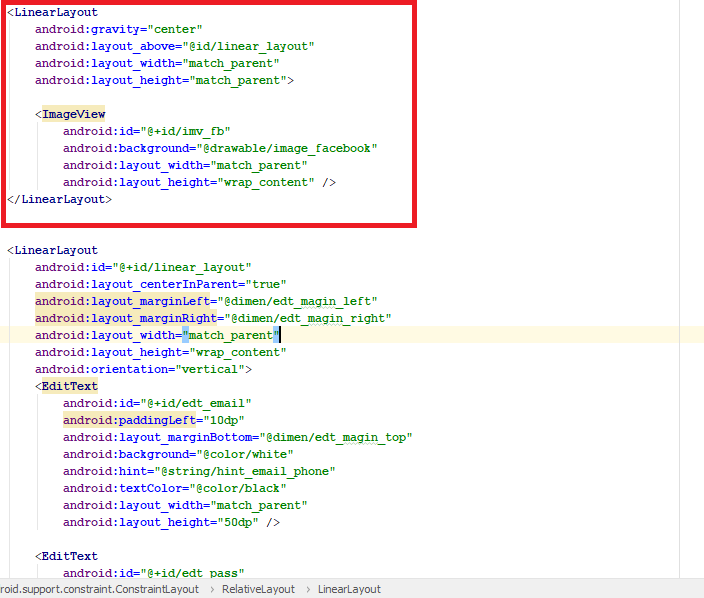 <LinearLayout
android:gravity="center"
android:layout_above="@id/linear_layout"
android:layout_width="match_parent"
android:layout_height="match_parent">
<ImageView
android:id="@+id/imv_fb"
android:background="@drawable/image_facebook"
android:layout_width="match_parent"
android:layout_height="wrap_content" />
</LinearLayout>
<LinearLayout
android:id="@+id/linear_layout"
android:layout_centerInParent="true"
android:layout_marginLeft="@dimen/edt_magin_left"
android:layout_marginRight="@dimen/edt_magin_right"
android:layout_width="match_parent"
android:layout_height="wrap_content"
android:orientation="vertical">
<EditText
android:id="@+id/edt_email"
android:paddingLeft="10dp"
android:layout_marginBottom="@dimen/edt_magin_top"
android:background="@color/white"
android:hint="@string/hint_email_phone"
android:textColor="@color/black"
android:layout_width="match_parent"
android:layout_height="50dp" />
<EditText
android:id="@+id/edt_pass"
roid.support.constraint.ConstraintLayout › RelativeLayout › LinearLayout